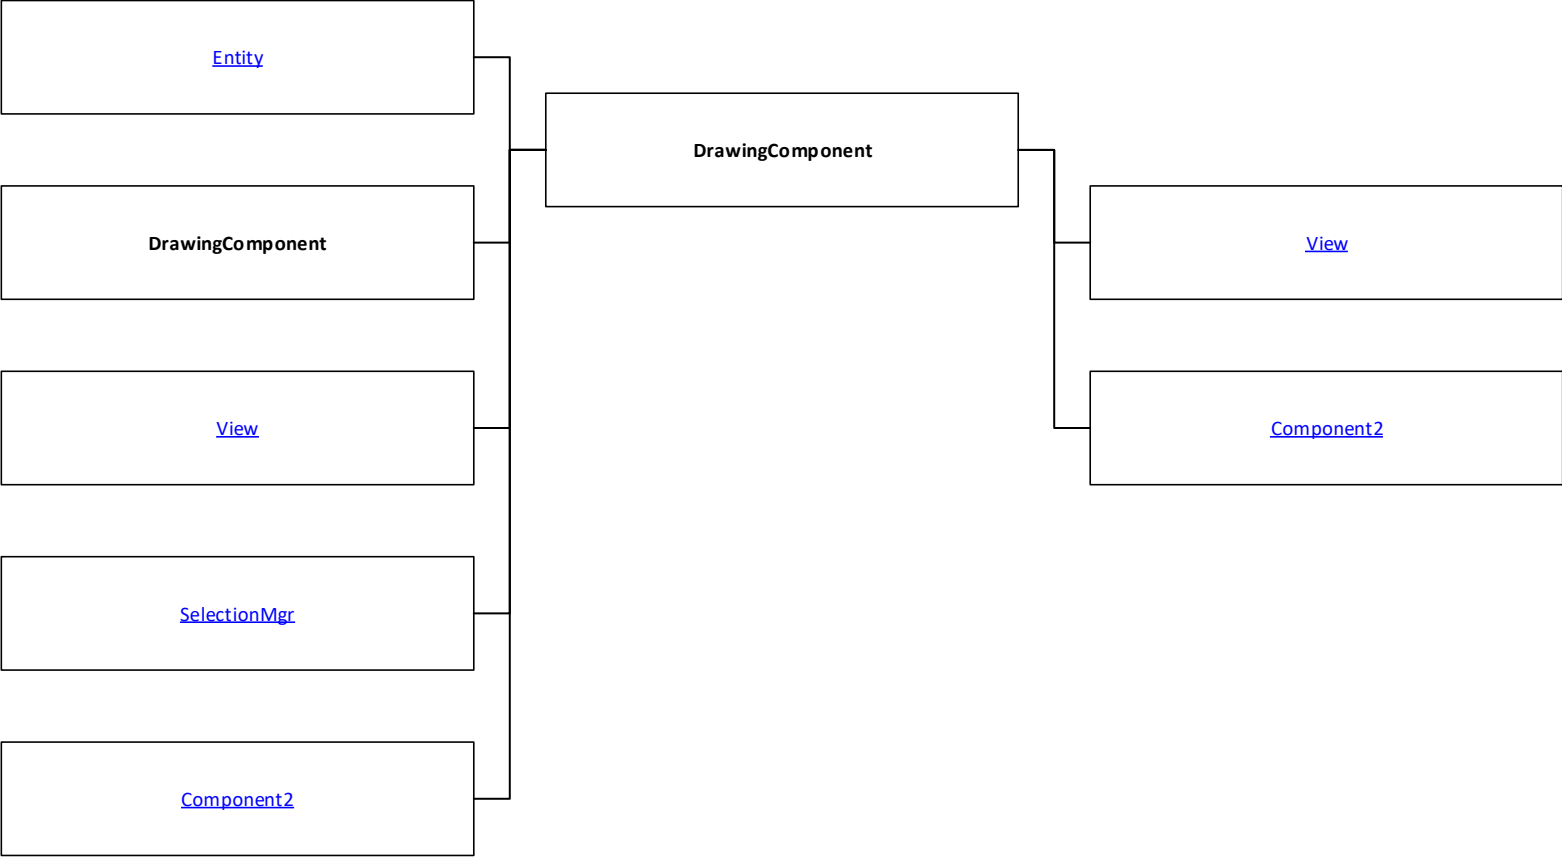 Entity
DrawingComponent
DrawingComponent
View
View
Component2
SelectionMgr
Component2